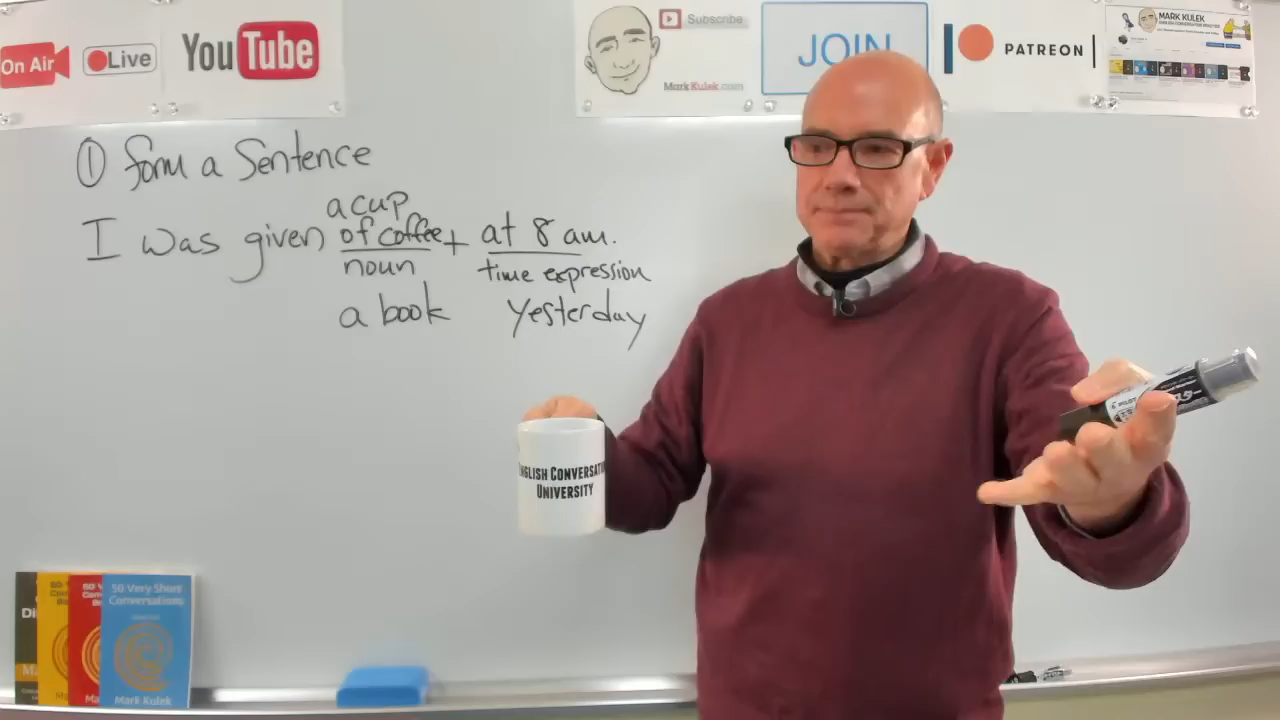 On Air
Live
YouTube
Subscribe
MarkKulek.com
JOIN
PATREON
MARK KULEK
① form a Sentence
a cup
I was given of coffee + at 8 am.
noun time expression
a book yesterday
ENGLISH CONVERSATI
UNIVERSITY
50 Very Short
Conversations
Mark Kulek